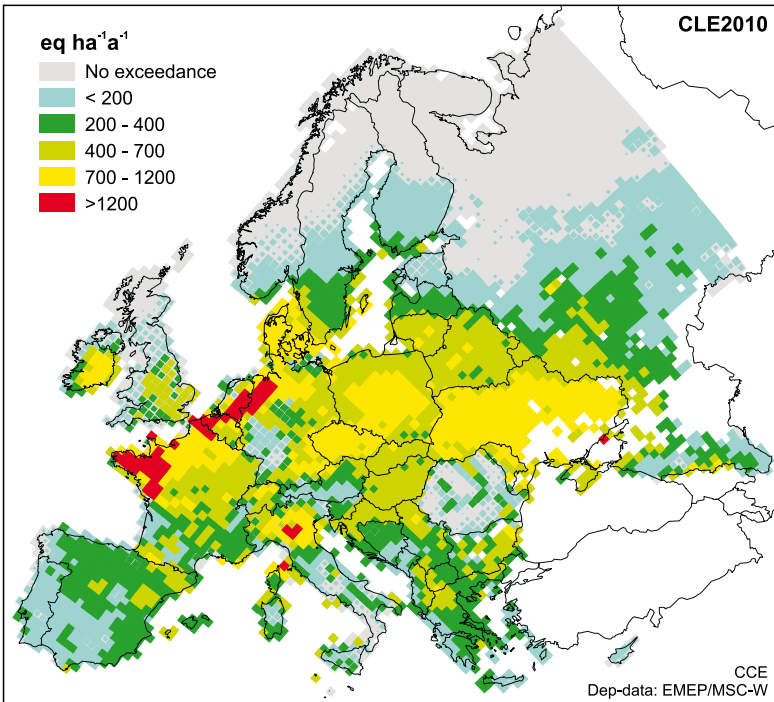 CLE2010
eq ha⁻¹a⁻¹
No exceedance
< 200
200 - 400
400 - 700
700 - 1200
>1200
CCE
Dep-data: EMEP/MSC-W